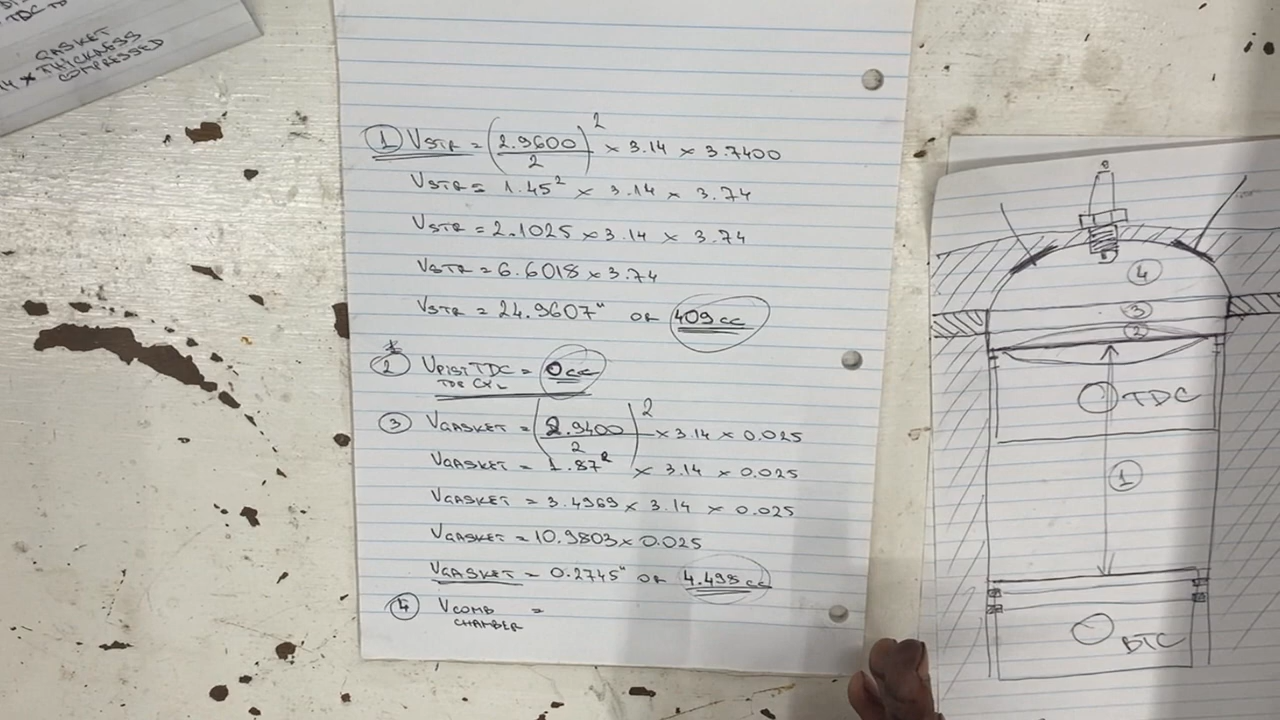 TDC TO
GASKET
14 × THICKNESS
COMPRESSED
① VSTR = (2.9600/2)² × 3.14 × 3.7400
VSTR = 1.45² × 3.14 × 3.74
VSTR = 2.1025 × 3.14 × 3.74
VSTR = 6.6018 × 3.74
VSTR = 24.9607" OR 409cc
* ② VPISTTDC = 0cc
TDE CYL
③ VGASKET = (2.9400/2)² × 3.14 × 0.025
VGASKET = 1.87² × 3.14 × 0.025
VGASKET = 3.4969 × 3.14 × 0.025
VGASKET = 10.9803 × 0.025
VGASKET = 0.2745" OR 4.498cc
④ VCOMB =
CHAMBER
④
③
②
TDC
①
BTC